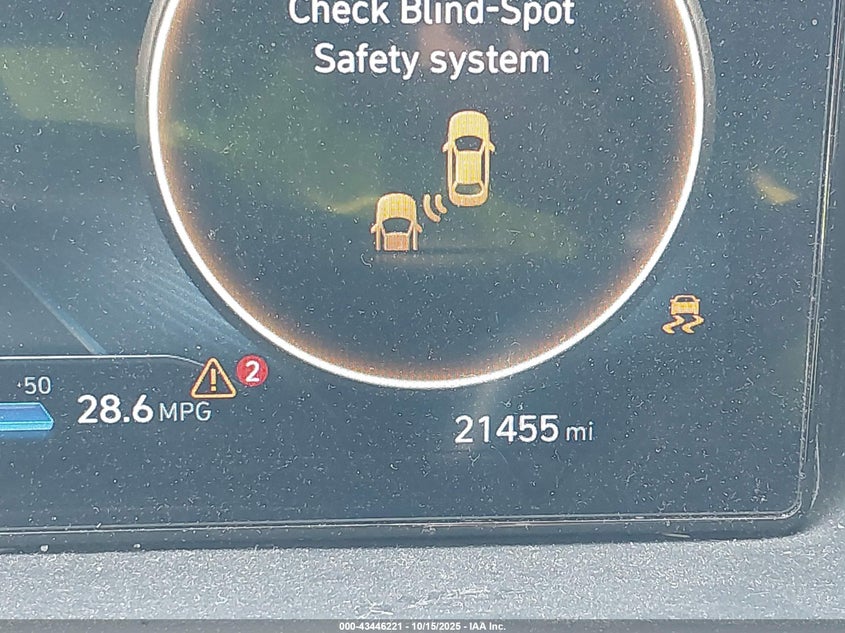 Check Blind-Spot
Safety system
+50
28.6 MPG
2
21455 mi
000-43446221 - 10/15/2025 - IAA Inc.